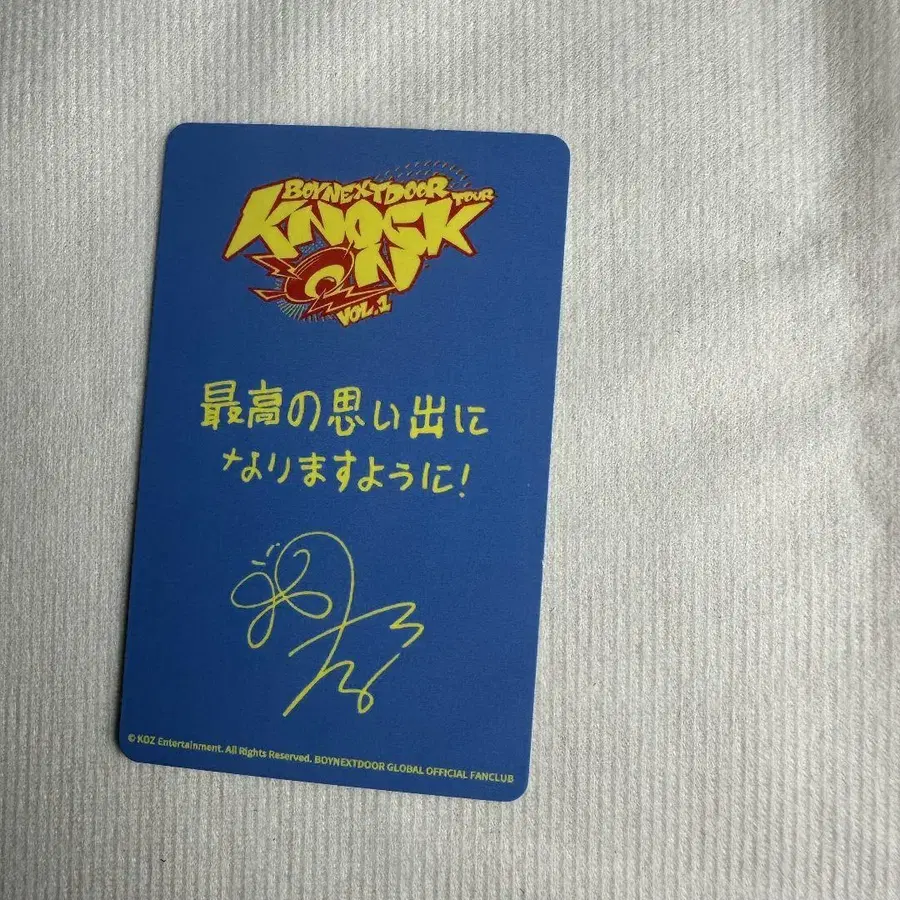 BOYNEXTDOOR TOUR
KNOCK
ON
VOL.1
最高の思い出に
なりますように!
© KOZ Entertainment. All Rights Reserved. BOYNEXTDOOR GLOBAL OFFICIAL FANCLUB